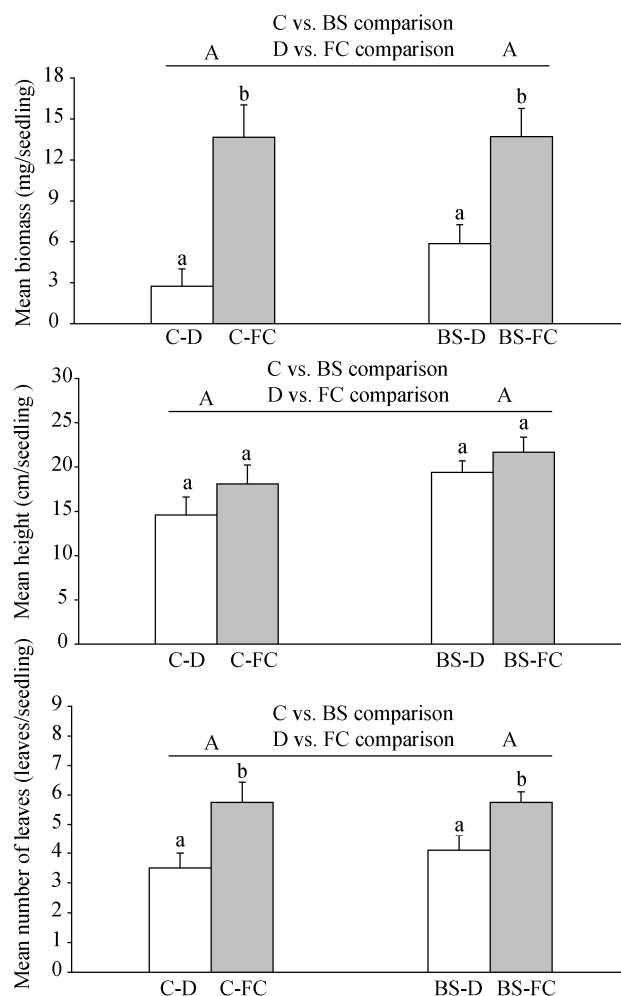 C vs. BS comparison
D vs. FC comparison
A A
Mean biomass (mg/seedling)
18
15
12
9
6
3
0
a b a b
C-D C-FC BS-D BS-FC
C vs. BS comparison
D vs. FC comparison
A A
Mean height (cm/seedling)
30
25
20
15
10
5
0
a a a a
C-D C-FC BS-D BS-FC
C vs. BS comparison
D vs. FC comparison
A A
Mean number of leaves (leaves/seedling)
9
8
7
6
5
4
3
2
1
0
a b a b
C-D C-FC BS-D BS-FC